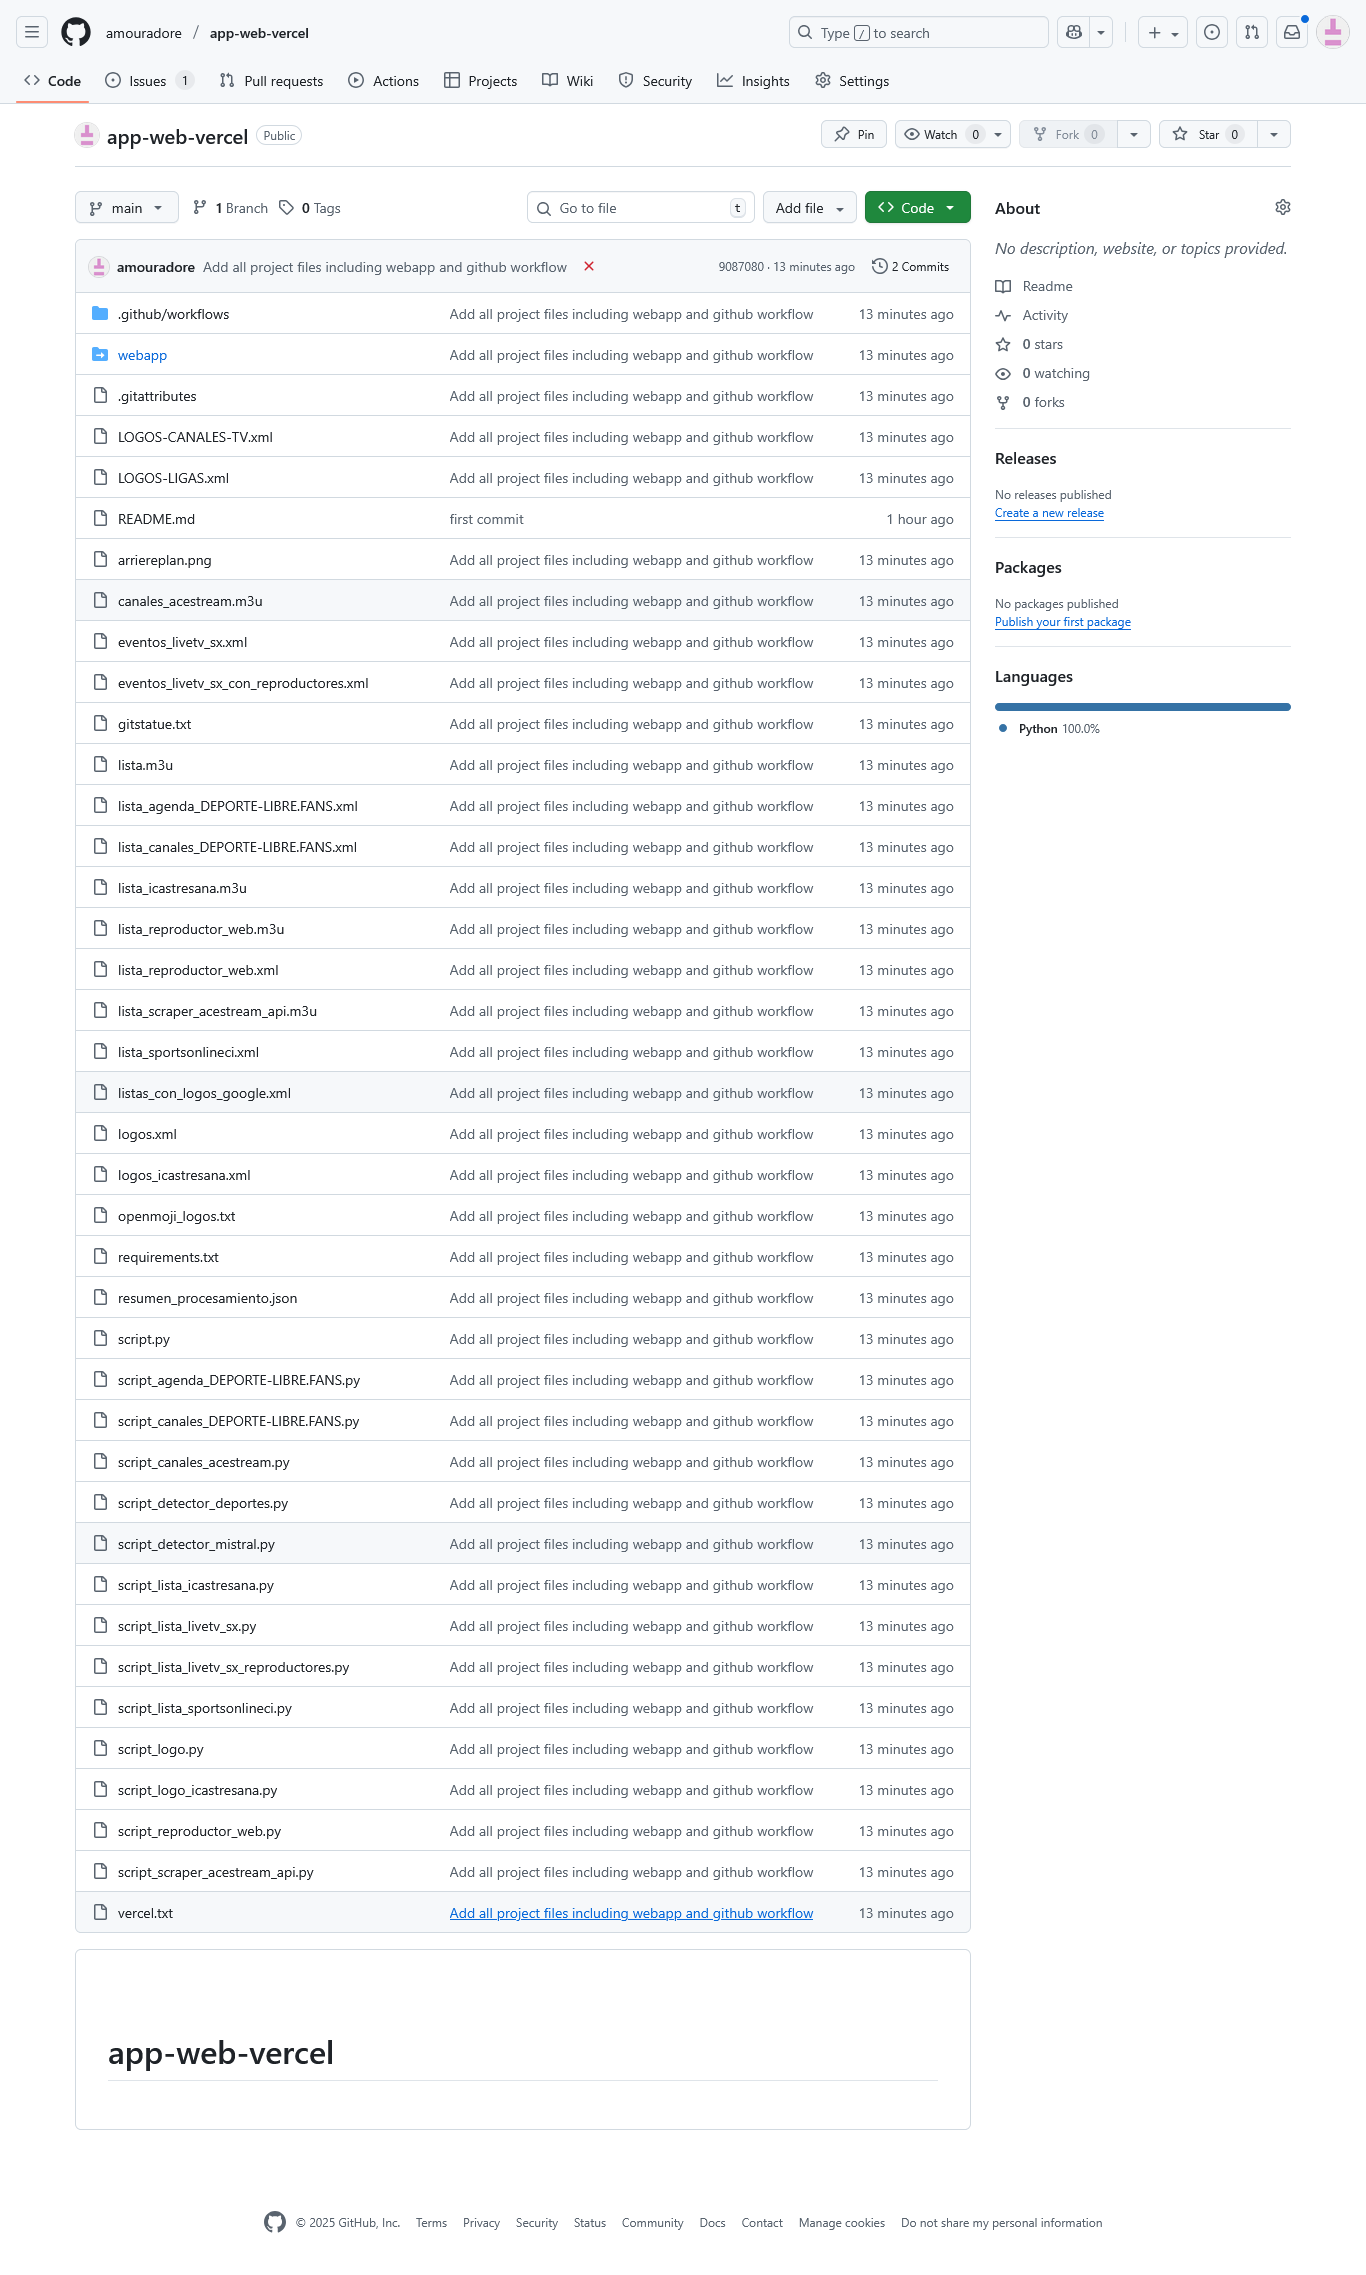 amouradore / app-web-vercel
Type / to search
Code
Issues 1
Pull requests
Actions
Projects
Wiki
Security
Insights
Settings
app-web-vercel Public
Pin
Watch 0
Fork 0
Star 0
main
1 Branch
0 Tags
Go to file t
Add file
Code
amouradore Add all project files including webapp and github workflow 9087080 · 13 minutes ago 2 Commits
.github/workflows Add all project files including webapp and github workflow 13 minutes ago
webapp Add all project files including webapp and github workflow 13 minutes ago
.gitattributes Add all project files including webapp and github workflow 13 minutes ago
LOGOS-CANALES-TV.xml Add all project files including webapp and github workflow 13 minutes ago
LOGOS-LIGAS.xml Add all project files including webapp and github workflow 13 minutes ago
README.md first commit 1 hour ago
arriereplan.png Add all project files including webapp and github workflow 13 minutes ago
canales_acestream.m3u Add all project files including webapp and github workflow 13 minutes ago
eventos_livetv_sx.xml Add all project files including webapp and github workflow 13 minutes ago
eventos_livetv_sx_con_reproductores.xml Add all project files including webapp and github workflow 13 minutes ago
gitstatue.txt Add all project files including webapp and github workflow 13 minutes ago
lista.m3u Add all project files including webapp and github workflow 13 minutes ago
lista_agenda_DEPORTE-LIBRE.FANS.xml Add all project files including webapp and github workflow 13 minutes ago
lista_canales_DEPORTE-LIBRE.FANS.xml Add all project files including webapp and github workflow 13 minutes ago
lista_icastresana.m3u Add all project files including webapp and github workflow 13 minutes ago
lista_reproductor_web.m3u Add all project files including webapp and github workflow 13 minutes ago
lista_reproductor_web.xml Add all project files including webapp and github workflow 13 minutes ago
lista_scraper_acestream_api.m3u Add all project files including webapp and github workflow 13 minutes ago
lista_sportsonlineci.xml Add all project files including webapp and github workflow 13 minutes ago
listas_con_logos_google.xml Add all project files including webapp and github workflow 13 minutes ago
logos.xml Add all project files including webapp and github workflow 13 minutes ago
logos_icastresana.xml Add all project files including webapp and github workflow 13 minutes ago
openmoji_logos.txt Add all project files including webapp and github workflow 13 minutes ago
requirements.txt Add all project files including webapp and github workflow 13 minutes ago
resumen_procesamiento.json Add all project files including webapp and github workflow 13 minutes ago
script.py Add all project files including webapp and github workflow 13 minutes ago
script_agenda_DEPORTE-LIBRE.FANS.py Add all project files including webapp and github workflow 13 minutes ago
script_canales_DEPORTE-LIBRE.FANS.py Add all project files including webapp and github workflow 13 minutes ago
script_canales_acestream.py Add all project files including webapp and github workflow 13 minutes ago
script_detector_deportes.py Add all project files including webapp and github workflow 13 minutes ago
script_detector_mistral.py Add all project files including webapp and github workflow 13 minutes ago
script_lista_icastresana.py Add all project files including webapp and github workflow 13 minutes ago
script_lista_livetv_sx.py Add all project files including webapp and github workflow 13 minutes ago
script_lista_livetv_sx_reproductores.py Add all project files including webapp and github workflow 13 minutes ago
script_lista_sportsonlineci.py Add all project files including webapp and github workflow 13 minutes ago
script_logo.py Add all project files including webapp and github workflow 13 minutes ago
script_logo_icastresana.py Add all project files including webapp and github workflow 13 minutes ago
script_reproductor_web.py Add all project files including webapp and github workflow 13 minutes ago
script_scraper_acestream_api.py Add all project files including webapp and github workflow 13 minutes ago
vercel.txt Add all project files including webapp and github workflow 13 minutes ago
app-web-vercel
About
No description, website, or topics provided.
Readme
Activity
0 stars
0 watching
0 forks
Releases
No releases published
Create a new release
Packages
No packages published
Publish your first package
Languages
Python 100.0%
© 2025 GitHub, Inc. Terms Privacy Security Status Community Docs Contact Manage cookies Do not share my personal information